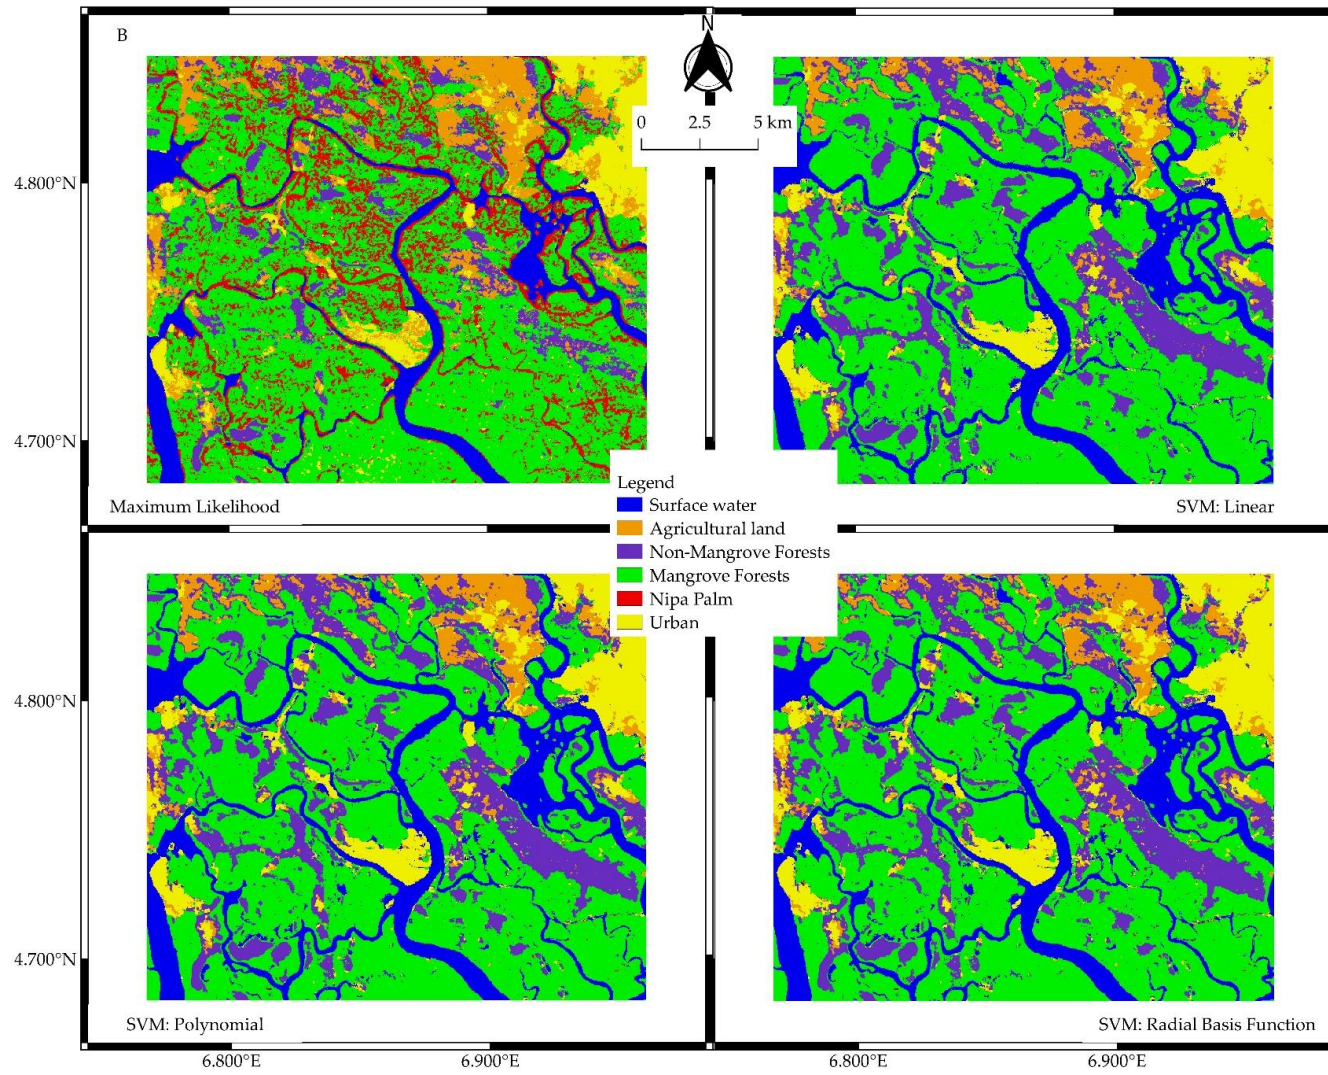 B
N
0 2.5 5 km
4.800°N
4.700°N
Maximum Likelihood
SVM: Linear
Legend
Surface water
Agricultural land
Non-Mangrove Forests
Mangrove Forests
Nipa Palm
Urban
4.800°N
4.700°N
SVM: Polynomial
SVM: Radial Basis Function
6.800°E 6.900°E 6.800°E 6.900°E